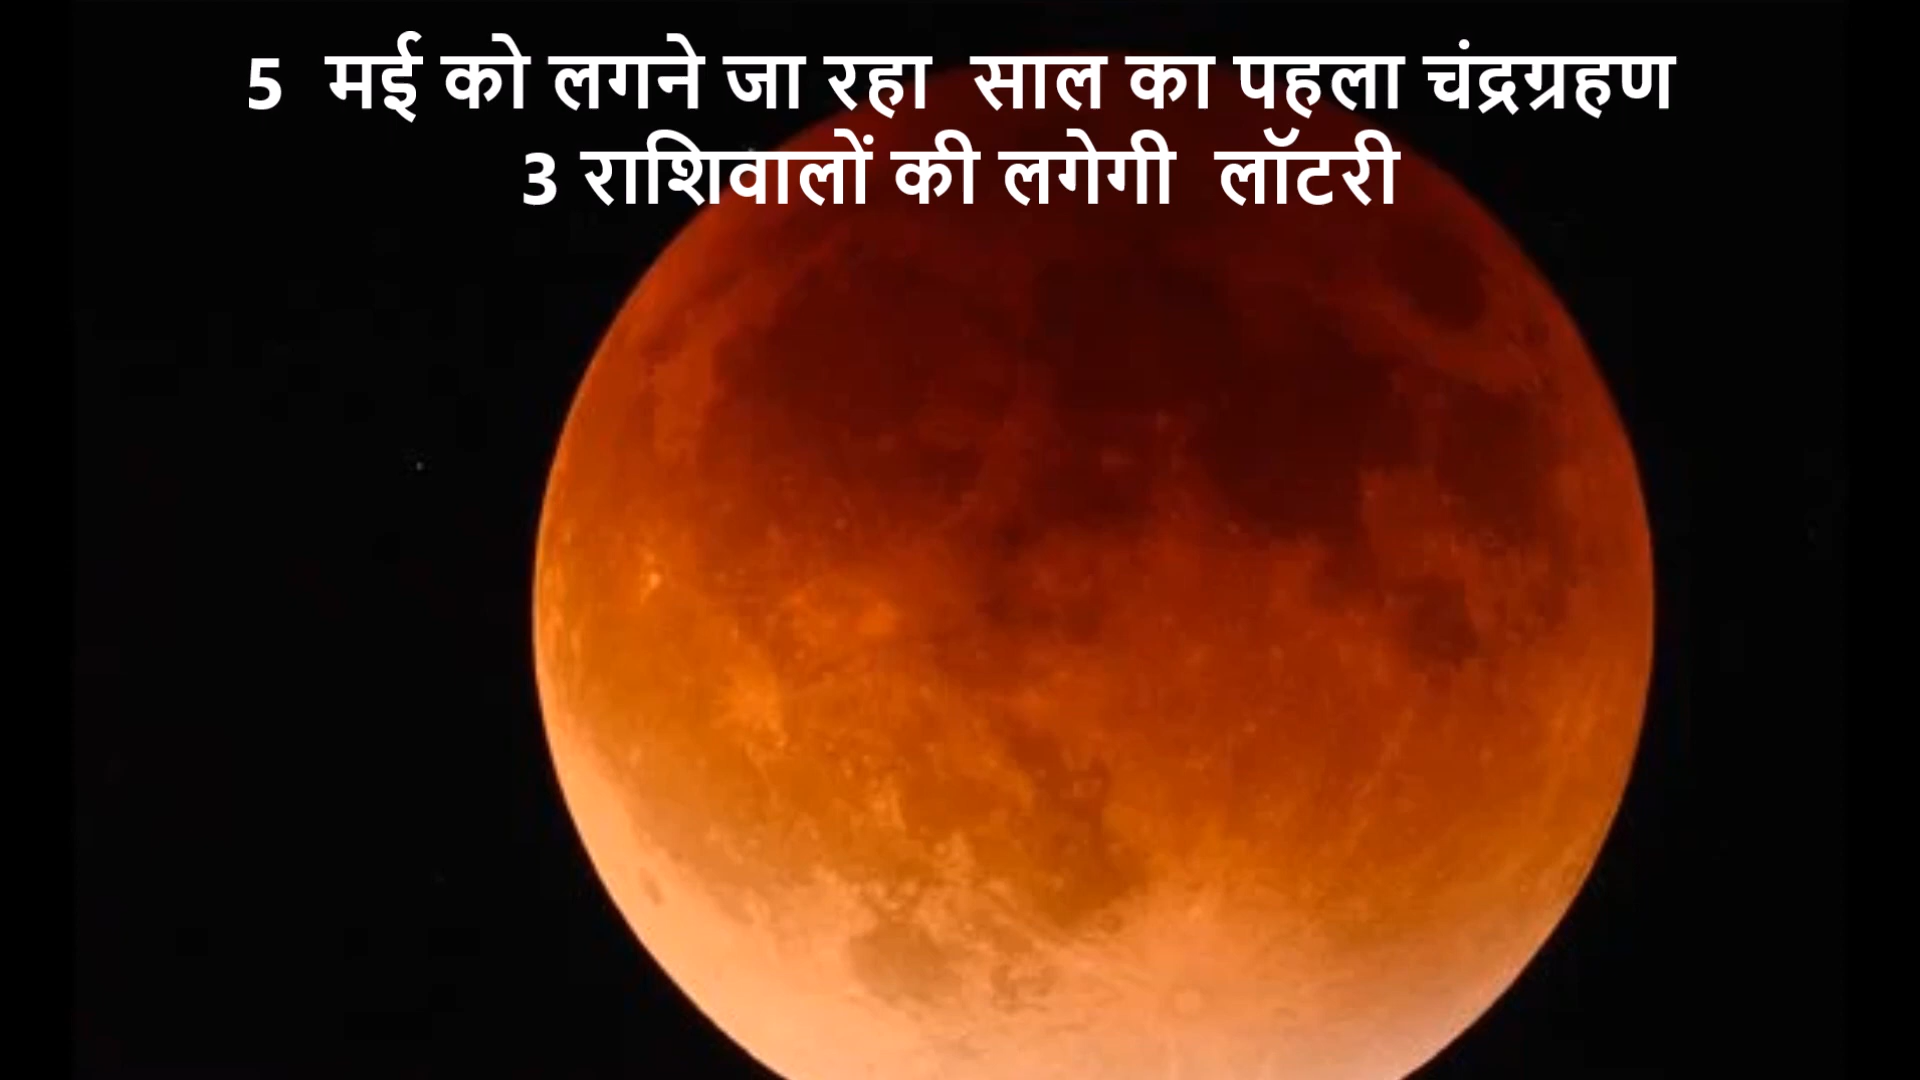 5 मई को लगने जा रहा साल का पहला चंद्रग्रहण
3 राशिवालों की लगेगी लॉटरी